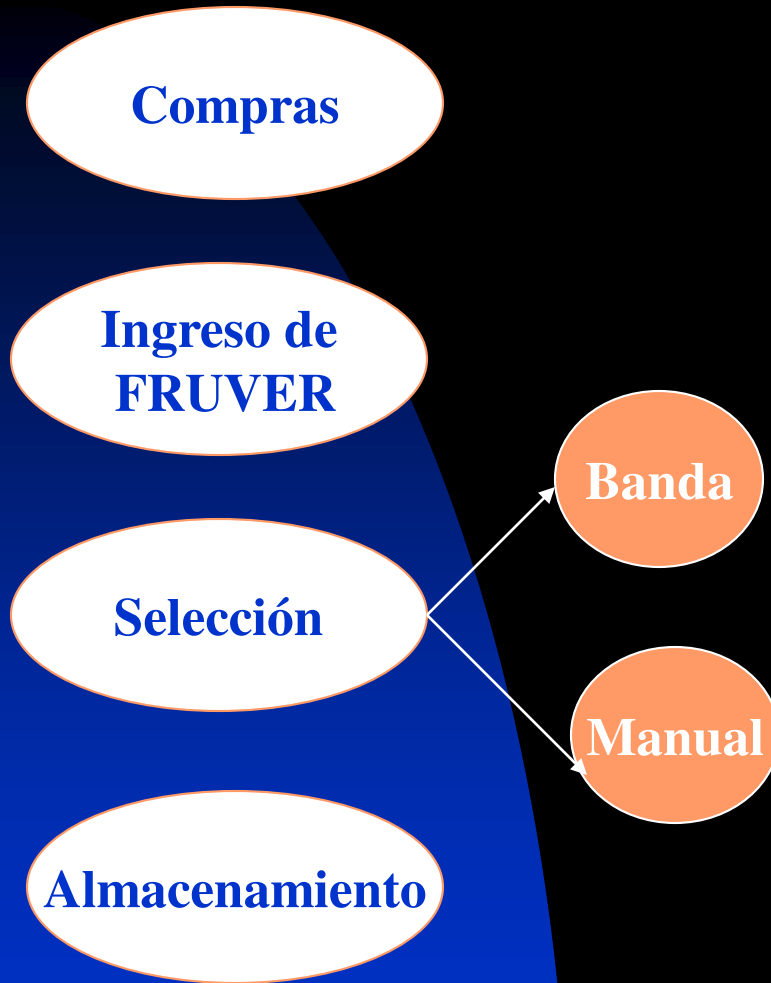 Compras
Ingreso de
FRUVER
Banda
Selección
Manual
Almacenamiento